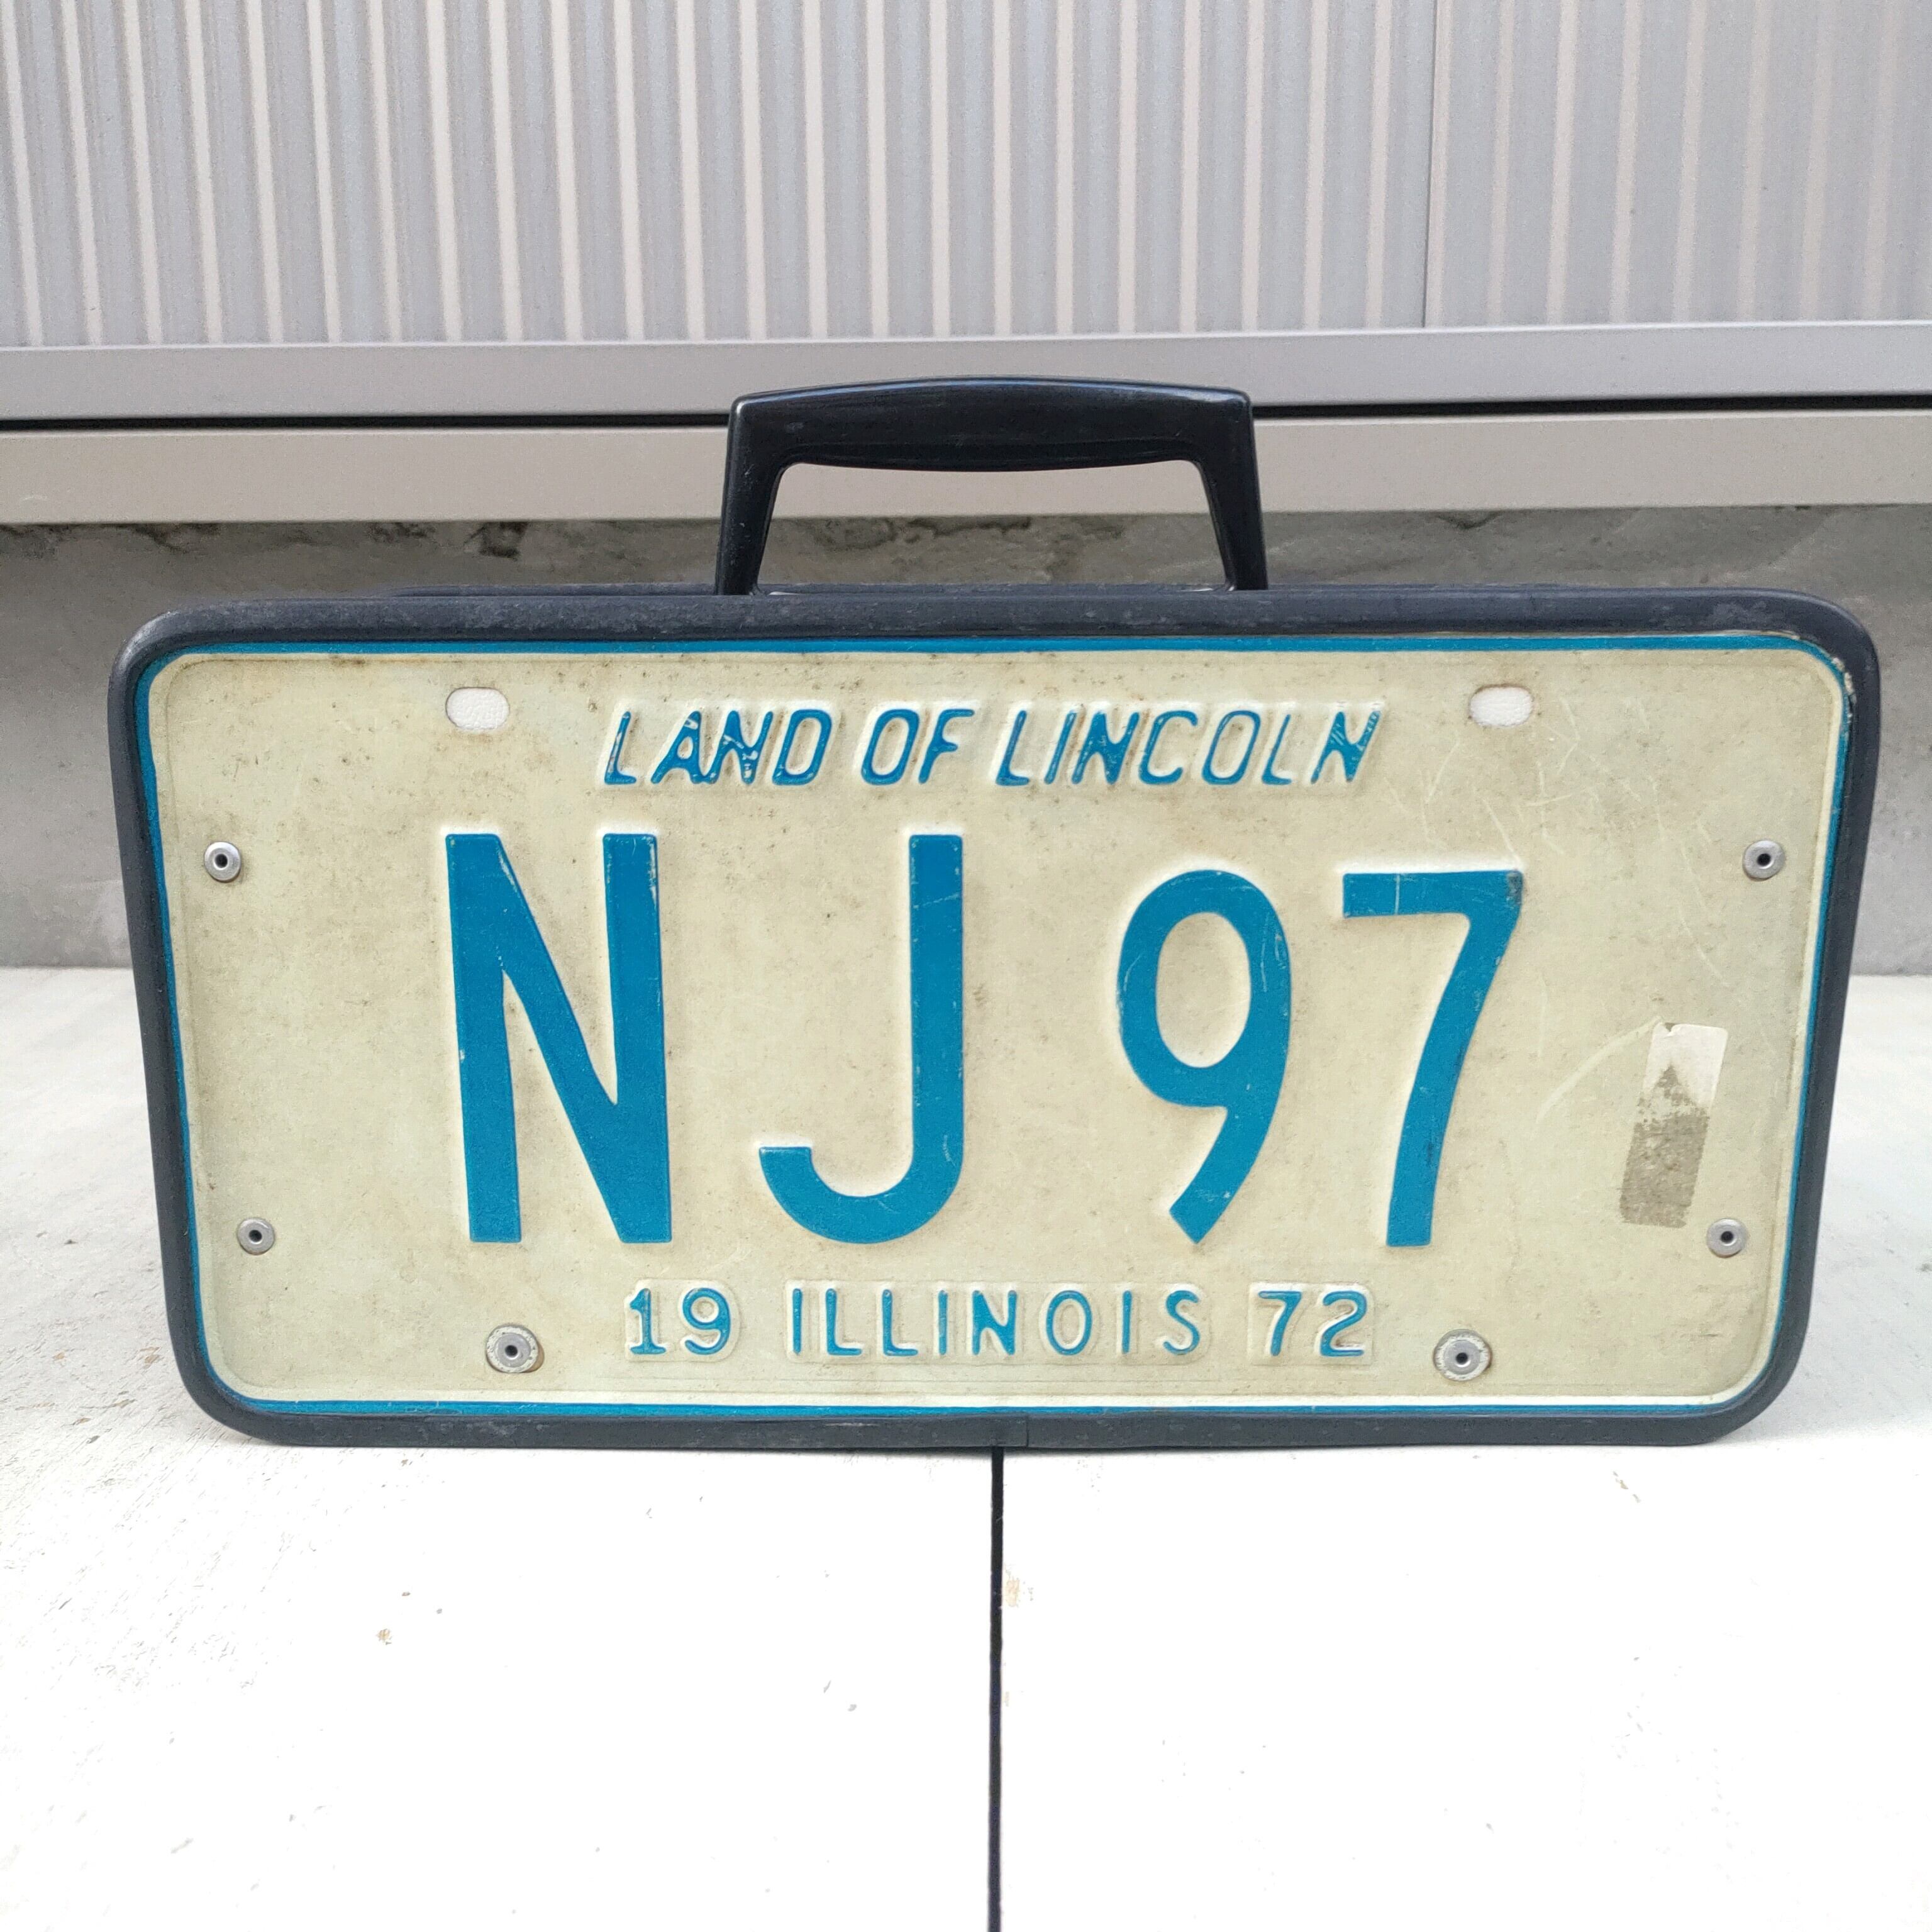 LAND OF LINCOLN
NJ 97
19 ILLINOIS 72